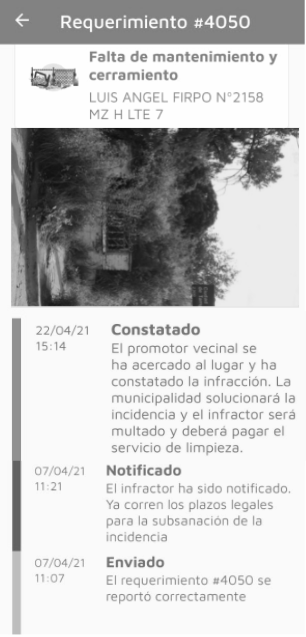 Requerimiento #4050
Falta de mantenimiento y
cerramiento
LUIS ANGEL FIRPO N°2158
MZ H LTE 7
22/04/21
15:14
Constatado
El promotor vecinal se
ha acercado al lugar y ha
constatado la infracción. La
municipalidad solucionará la
incidencia y el infractor será
multado y deberá pagar el
servicio de limpieza.
07/04/21
11:21
Notificado
El infractor ha sido notificado.
Ya corren los plazos legales
para la subsanación de la
incidencia
07/04/21
11:07
Enviado
El requerimiento #4050 se
reportó correctamente